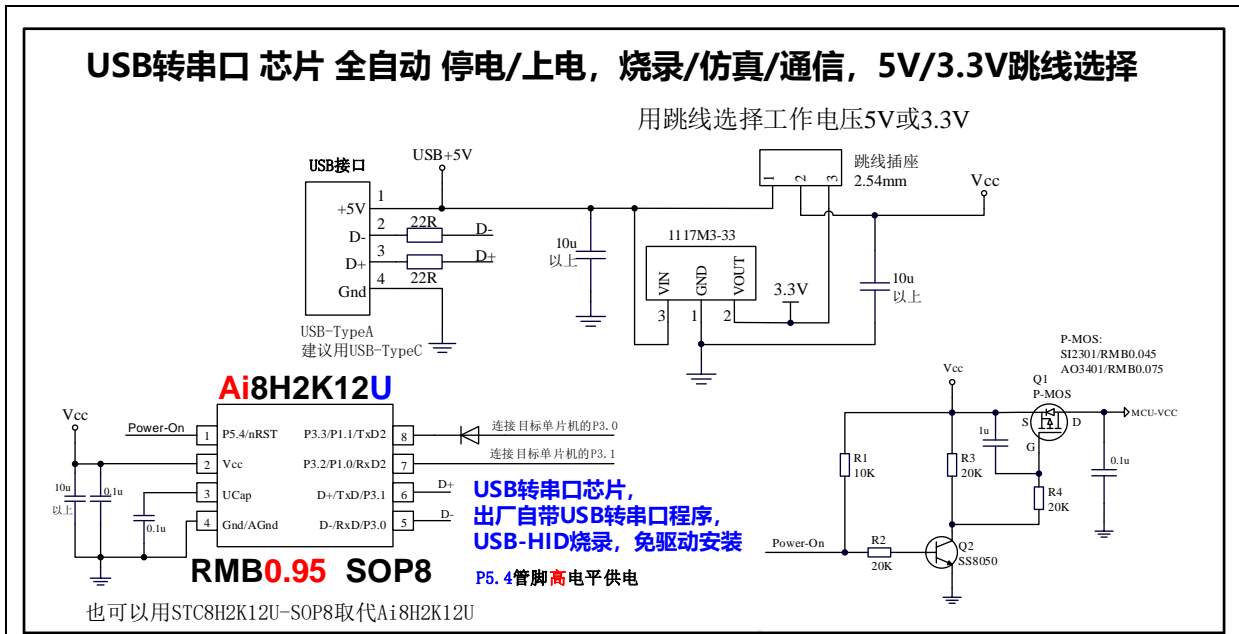 USB转串口 芯片 全自动 停电/上电，烧录/仿真/通信，5V/3.3V跳线选择
用跳线选择工作电压5V或3.3V
USB接口
USB+5V
跳线插座
2.54mm
Vcc
1
2
3
+5V
1
D-
2
22R
D-
D+
3
22R
D+
Gnd
4
10u
以上
1117M3-33
VIN
GND
VOUT
3
1
2
3.3V
10u
以上
USB-TypeA
建议用USB-TypeC
Ai8H2K12U
Vcc
Power-On
1
P5.4/nRST
P3.3/P1.1/TxD2
8
连接目标单片机的P3.0
2
Vcc
P3.2/P1.0/RxD2
7
连接目标单片机的P3.1
3
UCap
D+/TxD/P3.1
6
D+
4
Gnd/AGnd
D-/RxD/P3.0
5
D-
10u
以上
0.1u
0.1u
USB转串口芯片，
出厂自带USB转串口程序，
USB-HID烧录，免驱动安装
RMB0.95 SOP8
P5.4管脚高电平供电
也可以用STC8H2K12U-SOP8取代Ai8H2K12U
P-MOS:
SI2301/RMB0.045
AO3401/RMB0.075
Vcc
Q1
P-MOS
S
D
G
MCU-VCC
1u
0.1u
R1
10K
R3
20K
R4
20K
Power-On
R2
20K
Q2
SS8050